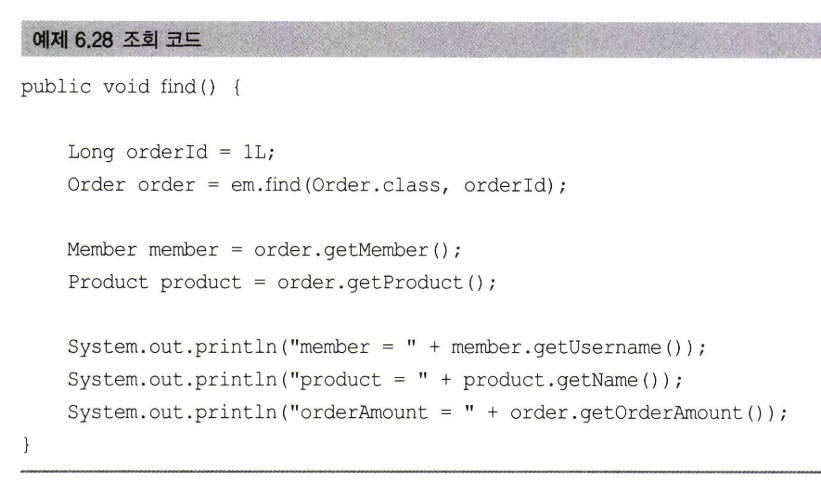 예제 6.28 조회 코드
public void find() {
Long orderId = 1L;
Order order = em.find(Order.class, orderId);
Member member = order.getMember();
Product product = order.getProduct();
System.out.println("member = " + member.getUsername());
System.out.println("product = " + product.getName());
System.out.println("orderAmount = " + order.getOrderAmount());
}